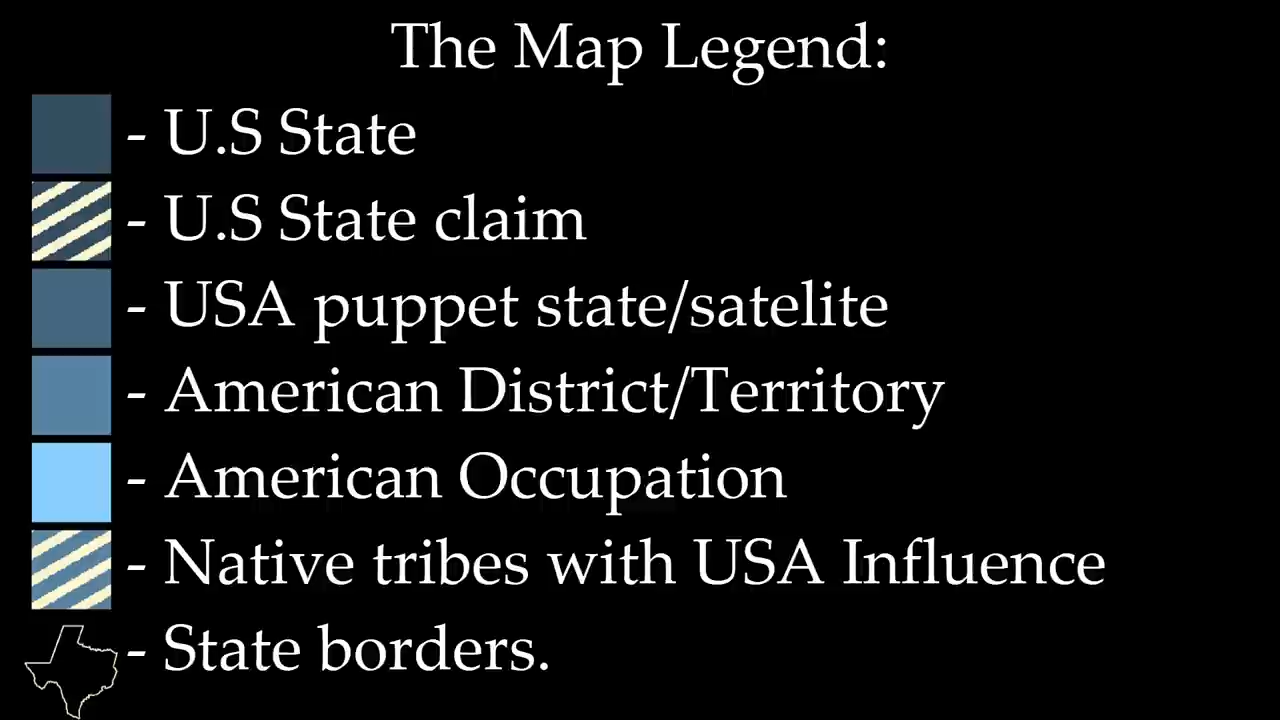 The Map Legend:
- U.S State
- U.S State claim
- USA puppet state/satelite
- American District/Territory
- American Occupation
- Native tribes with USA Influence
- State borders.